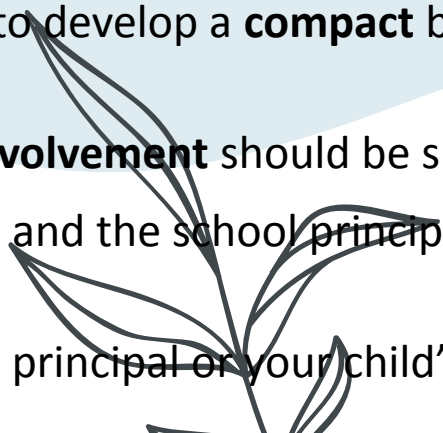 to develop a compact b
volvement should be s
and the school princip
principal or your child'